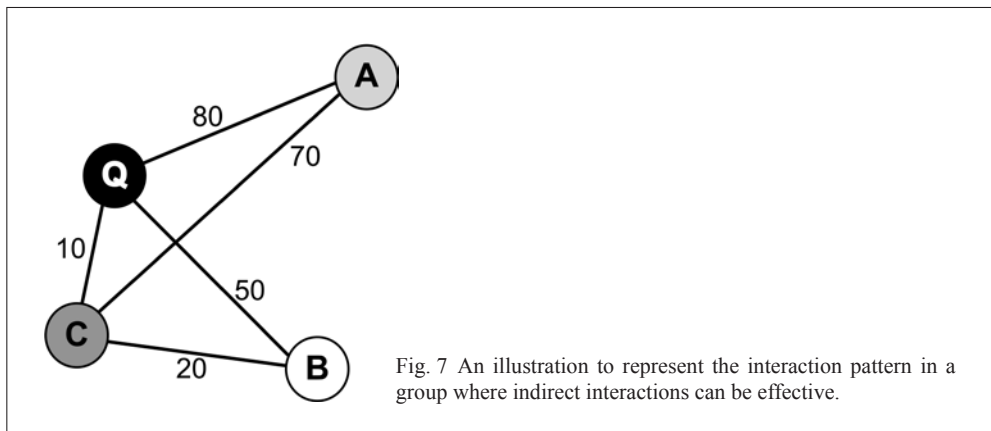 A
80
70
Q
10
50
C
20
B
Fig. 7 An illustration to represent the interaction pattern in a
group where indirect interactions can be effective.